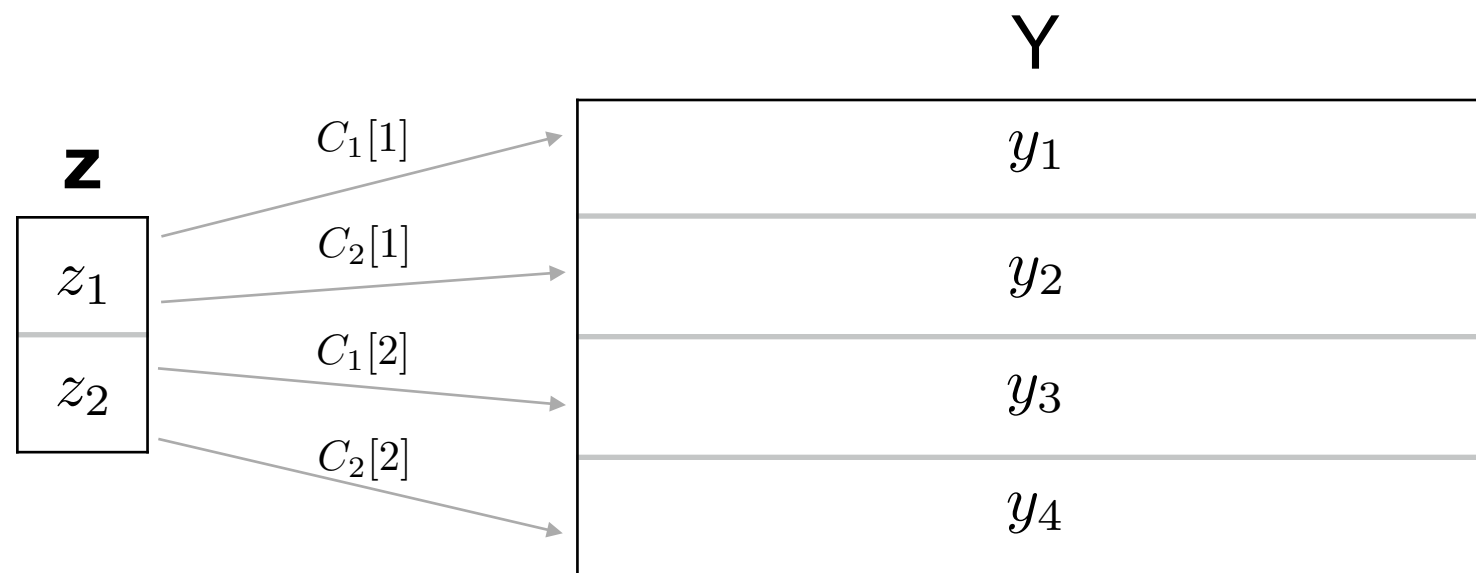 Y
z
C₁[1]
y₁
C₂[1]
z₁
y₂
C₁[2]
z₂
y₃
C₂[2]
y₄